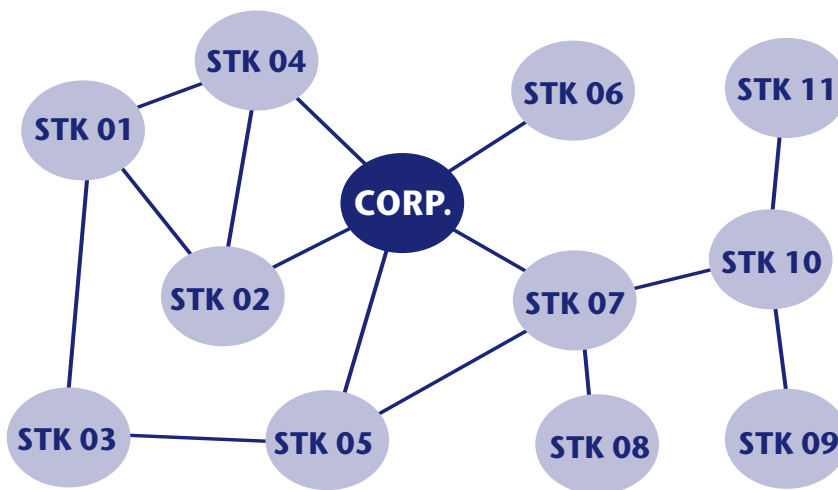 STK 04
STK 11
STK 06
STK 01
CORP.
STK 10
STK 02
STK 07
STK 03
STK 05
STK 08
STK 09